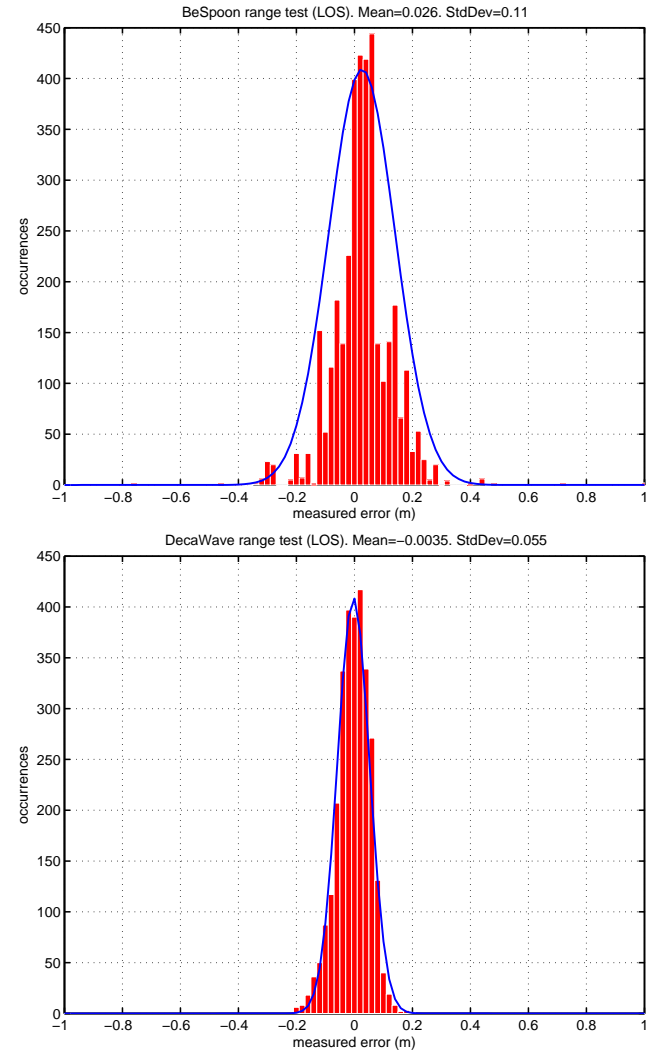 BeSpoon range test (LOS). Mean=0.026. StdDev=0.11
450
400
350
300
250
200
150
100
50
0
occurrences
−1 −0.8 −0.6 −0.4 −0.2 0 0.2 0.4 0.6 0.8 1
measured error (m)
DecaWave range test (LOS). Mean=−0.0035. StdDev=0.055
450
400
350
300
250
200
150
100
50
0
occurrences
−1 −0.8 −0.6 −0.4 −0.2 0 0.2 0.4 0.6 0.8 1
measured error (m)